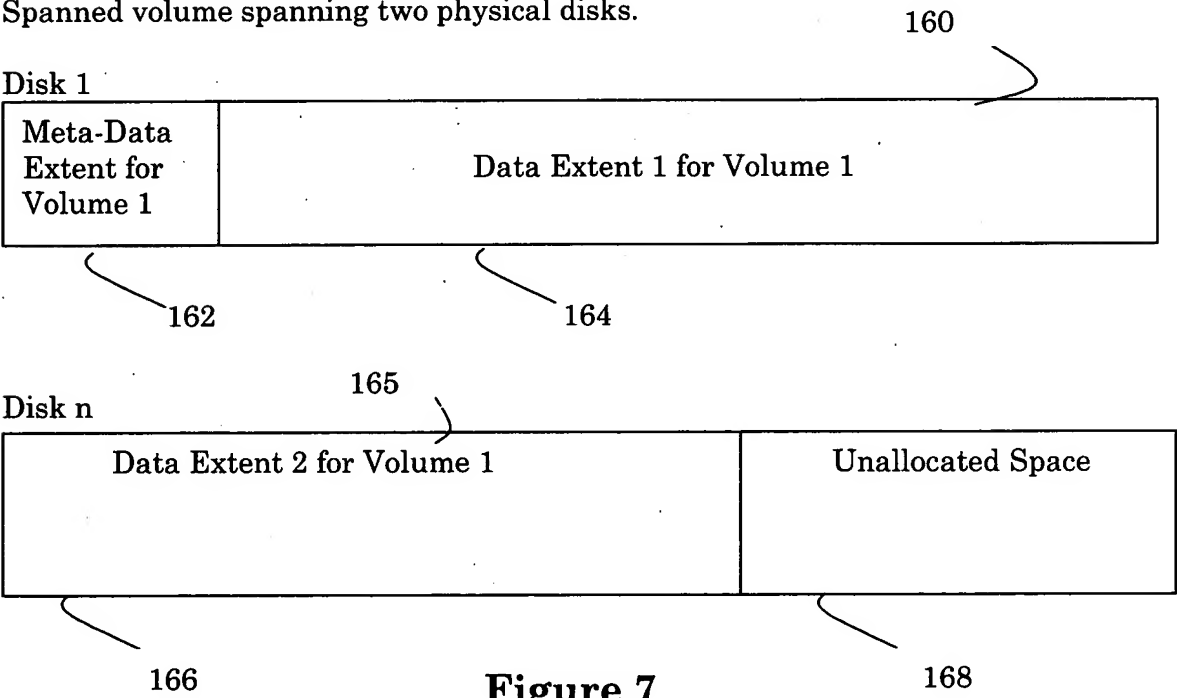 Spanned volume spanning two physical disks.
160
Disk 1
Meta-Data
Extent for
Volume 1
Data Extent 1 for Volume 1
162
164
165
Disk n
Data Extent 2 for Volume 1
Unallocated Space
166
168
Figure 7